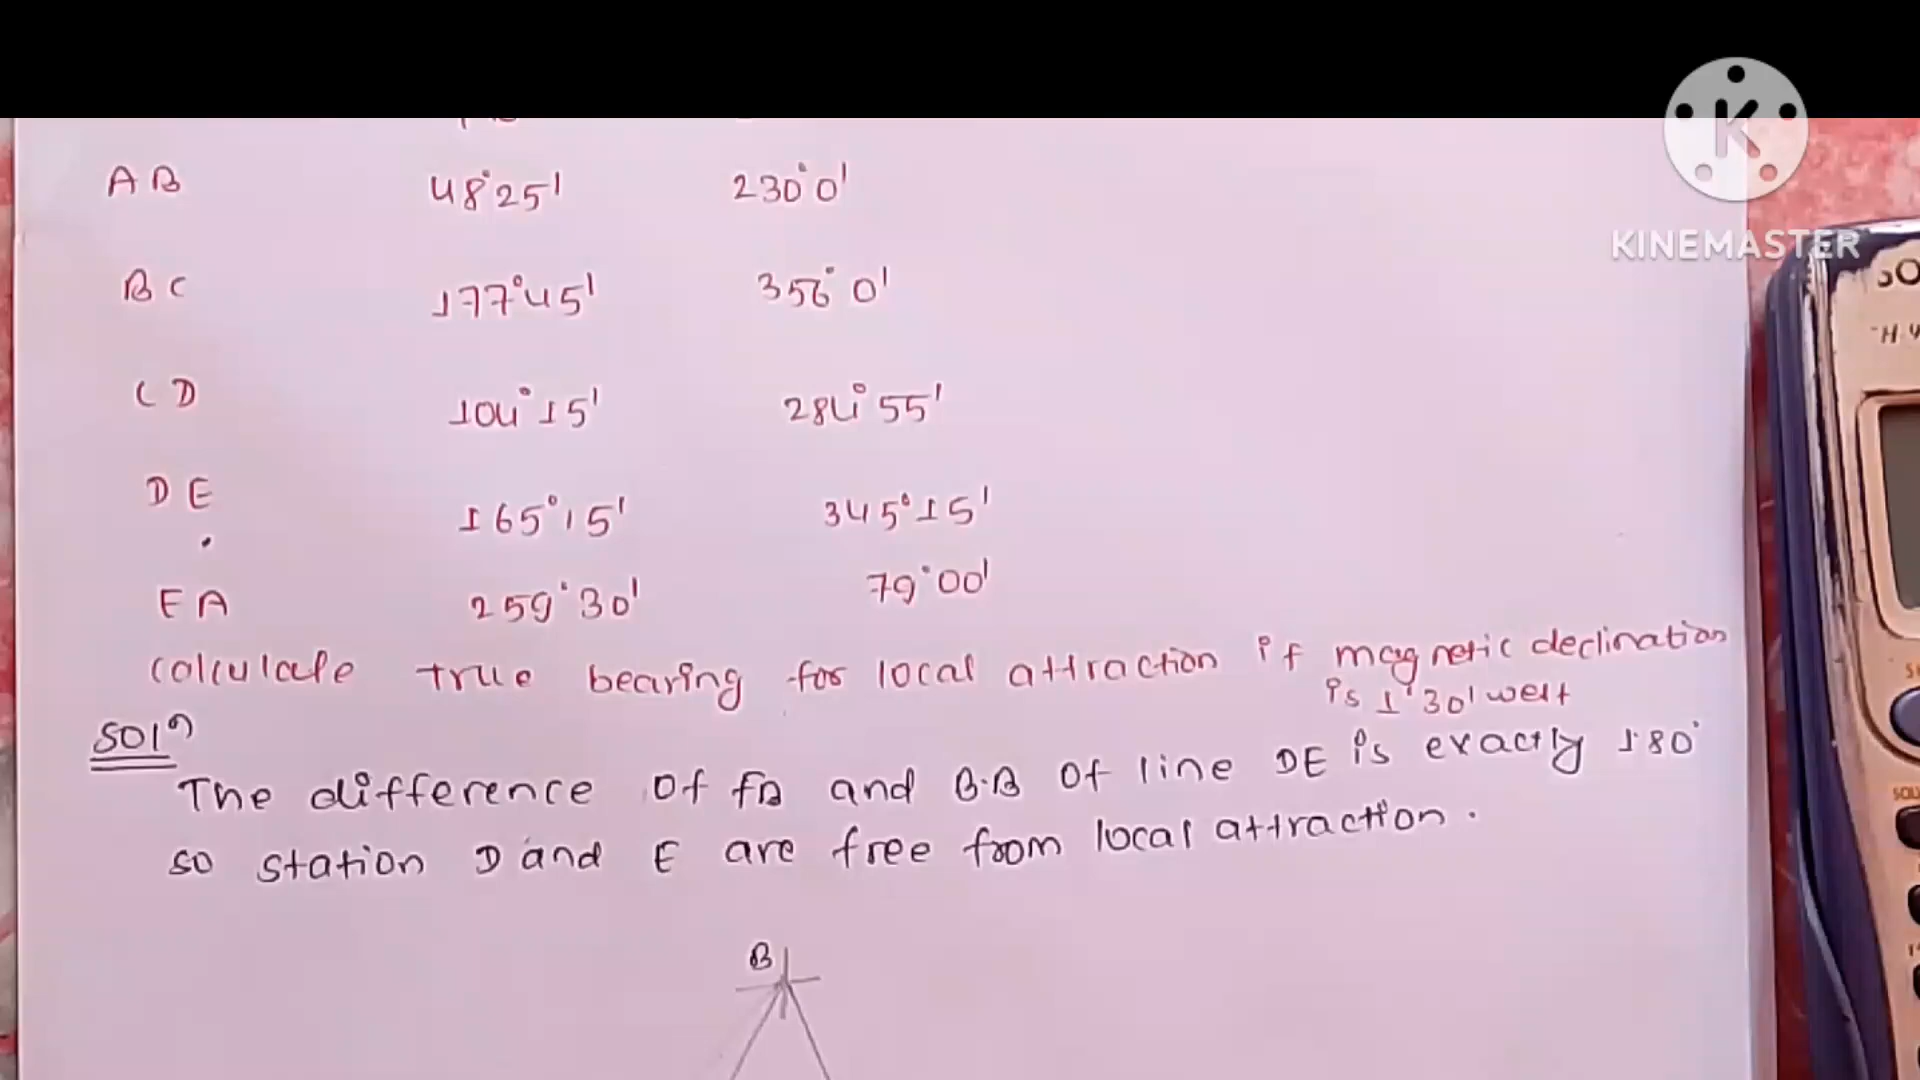 KINEMASTER
AB 48°25' 230°0'
BC 177°45' 356°0'
CD 104°15' 284°55'
DE 165°15' 345°15'
EA 259°30' 79°00'
calculate true bearing for local attraction if magnetic declination
is 1°30' west
Soln
The difference of FB and B.B of line DE is exactly 180°
so station D and E are free from local attraction.
B